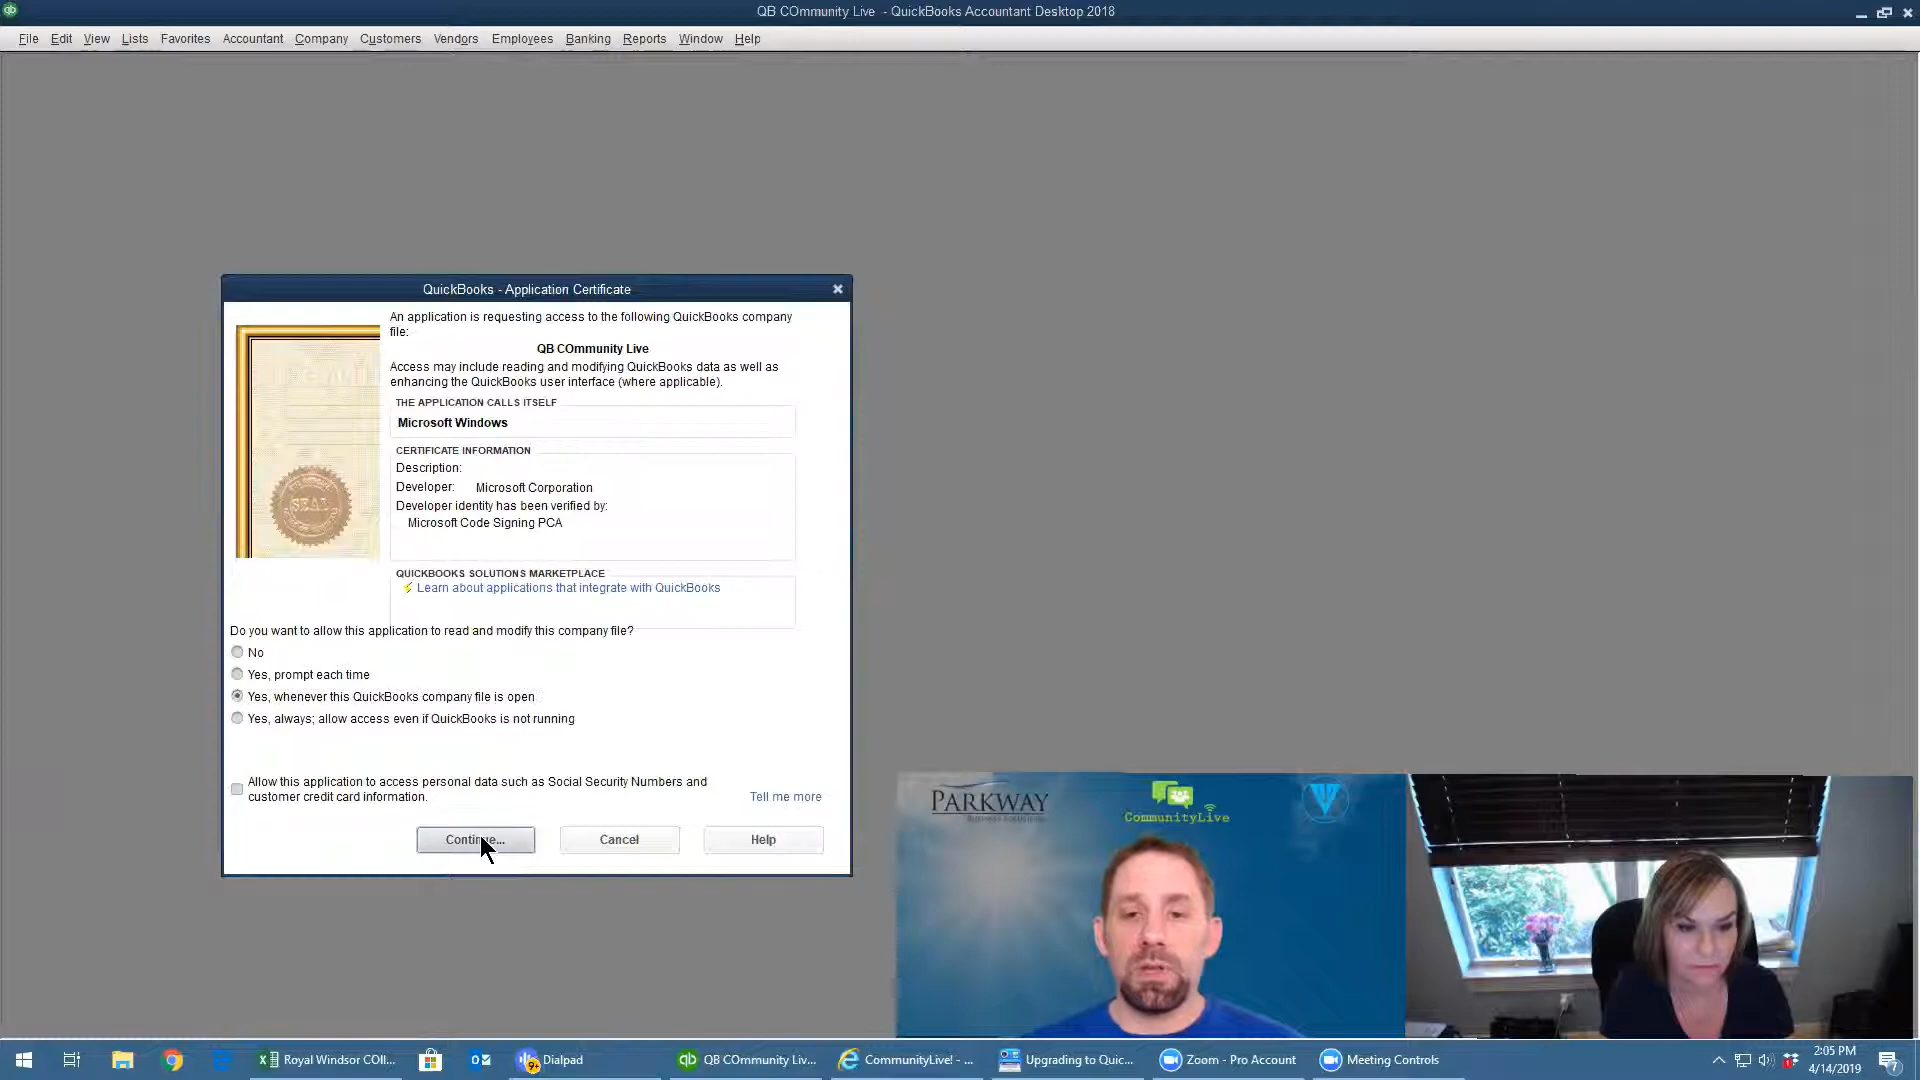 QB COmmunity Live - QuickBooks Accountant Desktop 2018
File Edit View Lists Favorites Accountant Company Customers Vendors Employees Banking Reports Window Help
QuickBooks - Application Certificate
An application is requesting access to the following QuickBooks company
file:
QB COmmunity Live
Access may include reading and modifying QuickBooks data as well as
enhancing the QuickBooks user interface (where applicable).
THE APPLICATION CALLS ITSELF
Microsoft Windows
CERTIFICATE INFORMATION
Description:
Developer: Microsoft Corporation
Developer identity has been verified by:
Microsoft Code Signing PCA
SEAL
QUICKBOOKS SOLUTIONS MARKETPLACE
Learn about applications that integrate with QuickBooks
Do you want to allow this application to read and modify this company file?
No
Yes, prompt each time
Yes, whenever this QuickBooks company file is open
Yes, always; allow access even if QuickBooks is not running
Allow this application to access personal data such as Social Security Numbers and
customer credit card information.
Tell me more
Continue... Cancel Help
PARKWAY
BUSINESS SOLUTIONS
CommunityLive
Royal Windsor COll...
9+ Dialpad
qb QB COmmunity Liv...
CommunityLive! - ...
Upgrading to Quic...
Zoom - Pro Account
Meeting Controls
2:05 PM
4/14/2019
7